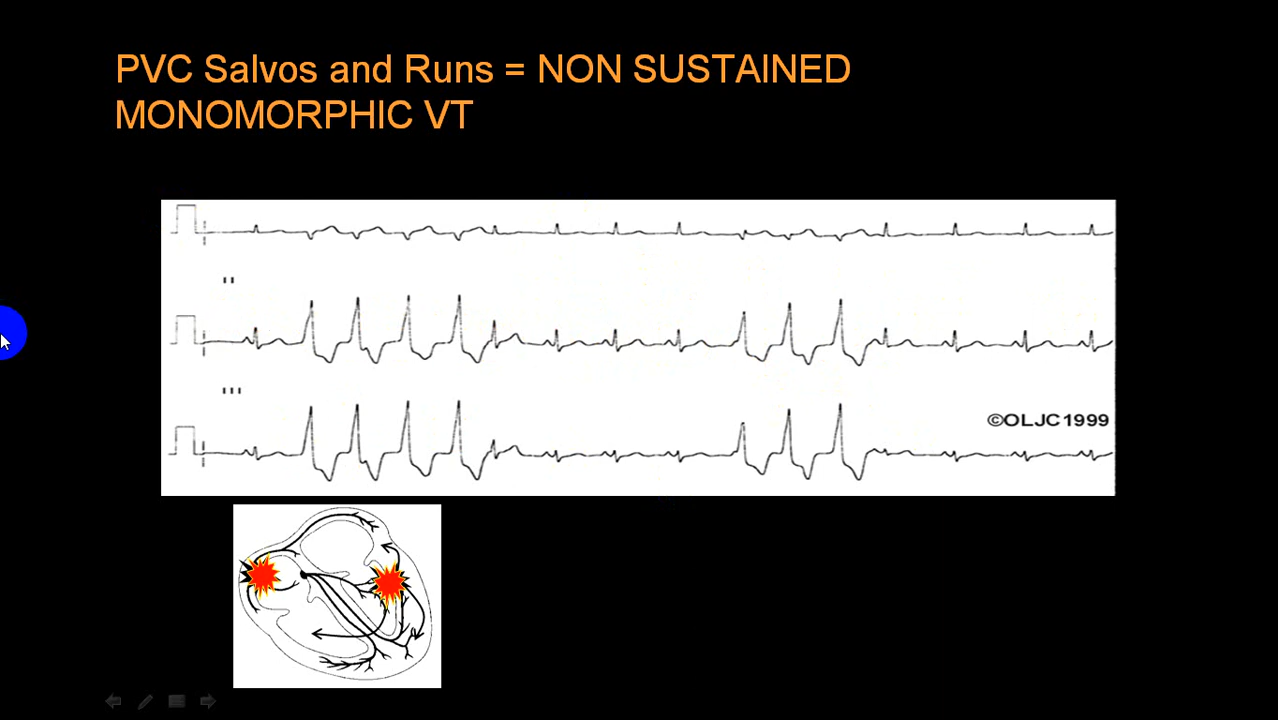 PVC Salvos and Runs = NON SUSTAINED
MONOMORPHIC VT
II
III
©OLJC1999